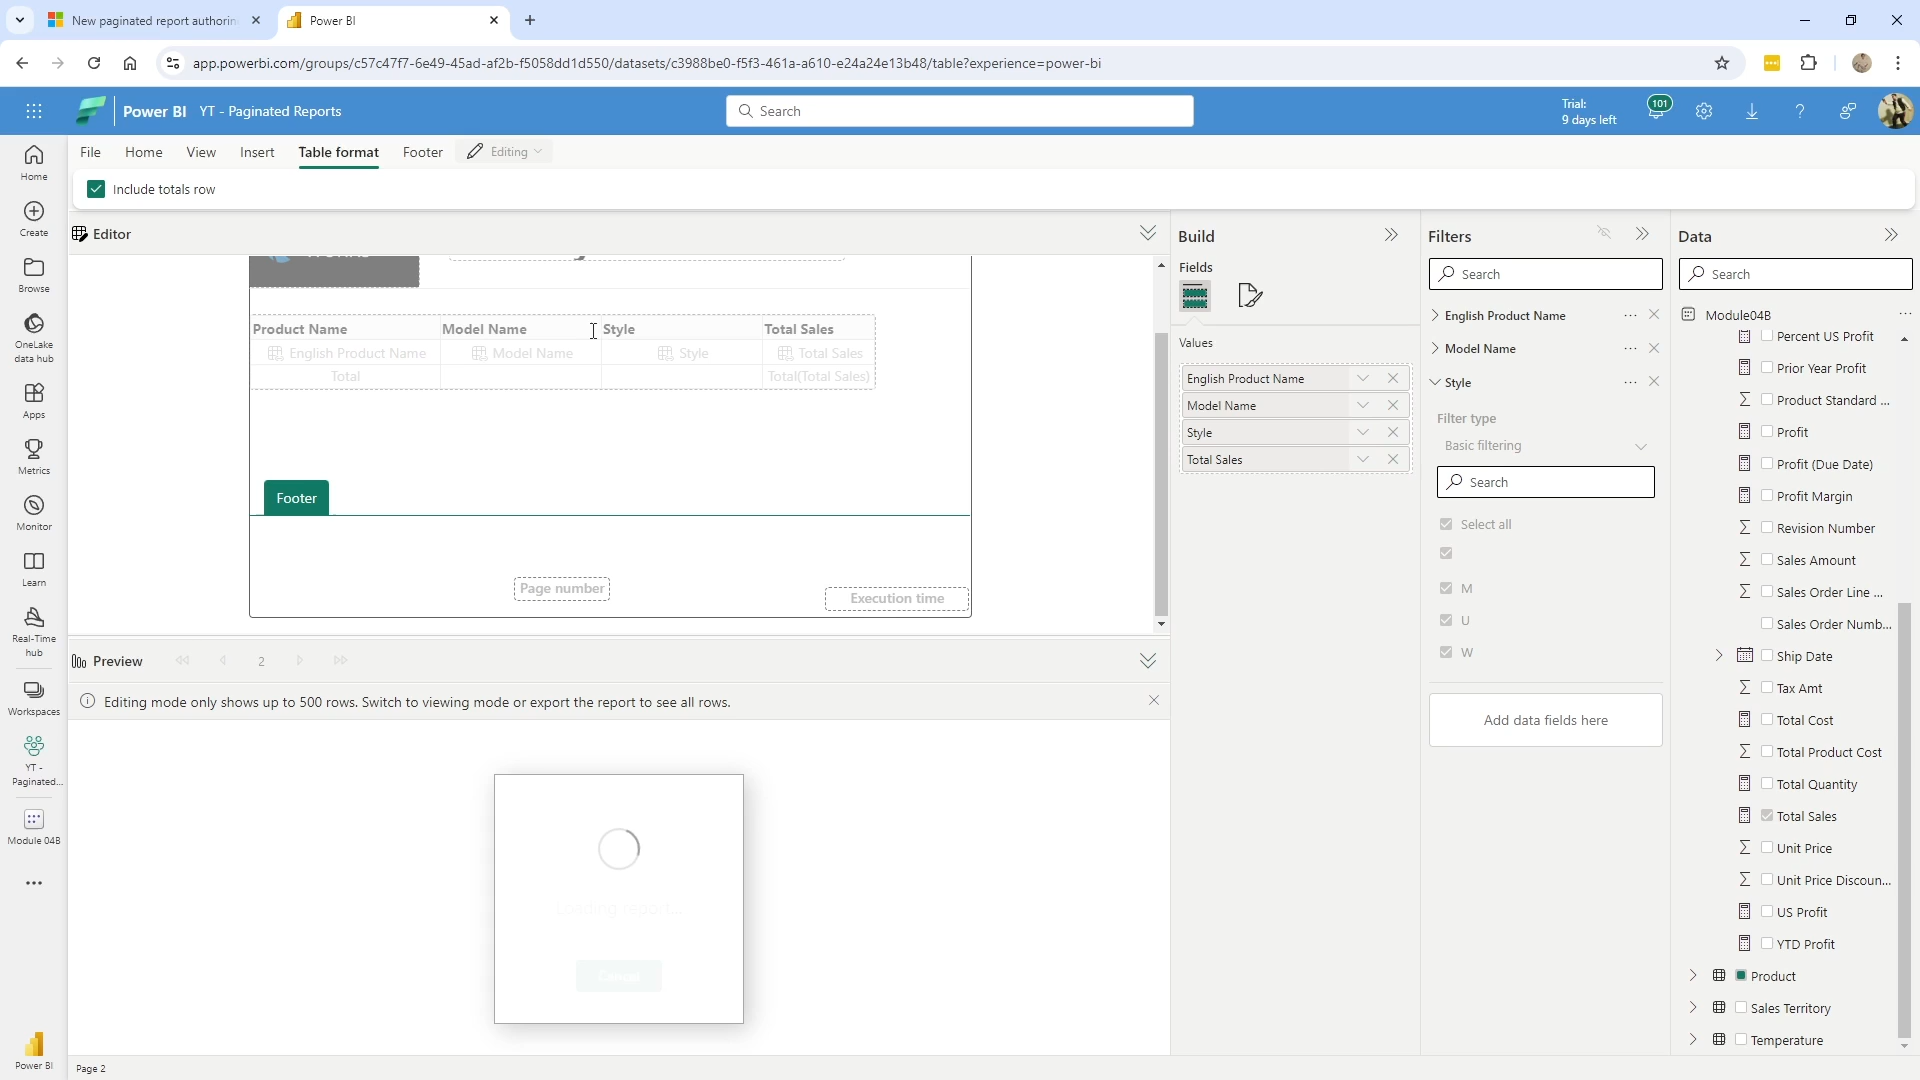 New paginated report authorin
Power BI
app.powerbi.com/groups/c57c47f7-6e49-45ad-af2b-f5058dd1d550/datasets/c3988be0-f5f3-461a-a610-e24a24e13b48/table?experience=power-bi
Power BI YT - Paginated Reports
Search
Trial:
9 days left
101
File Home View Insert Table format Footer Editing
Include totals row
Home
Create
Browse
OneLake
data hub
Apps
Metrics
Monitor
Learn
Real-Time
hub
Workspaces
YT -
Paginated...
Module 04B
Power BI
Editor
Product Name Model Name Style Total Sales
English Product Name Model Name Style Total Sales
Total Total(Total Sales)
Footer
Page number
Execution time
Preview 2
Editing mode only shows up to 500 rows. Switch to viewing mode or export the report to see all rows.
Loading report...
Cancel
Page 2
Build
Fields
Values
English Product Name
Model Name
Style
Total Sales
Filters
Search
English Product Name
Model Name
Style
Filter type
Basic filtering
Search
Select all
M
U
W
Add data fields here
Data
Search
Module04B
Percent US Profit
Prior Year Profit
Product Standard ...
Profit
Profit (Due Date)
Profit Margin
Revision Number
Sales Amount
Sales Order Line ...
Sales Order Numb...
Ship Date
Tax Amt
Total Cost
Total Product Cost
Total Quantity
Total Sales
Unit Price
Unit Price Discoun...
US Profit
YTD Profit
Product
Sales Territory
Temperature